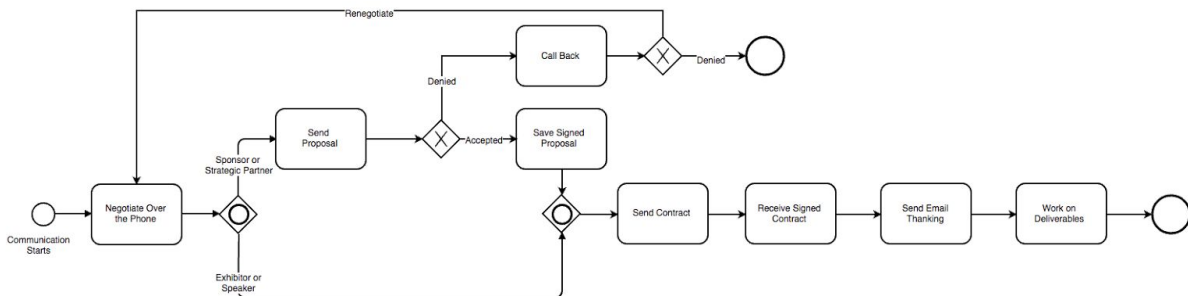 Renegotiate
Call Back
Denied
Denied
Send
Proposal
Accepted
Save Signed
Proposal
Sponsor or
Strategic Partner
Negotiate Over
the Phone
Send Contract
Receive Signed
Contract
Send Email
Thanking
Work on
Deliverables
Communication
Starts
Exhibitor or
Speaker